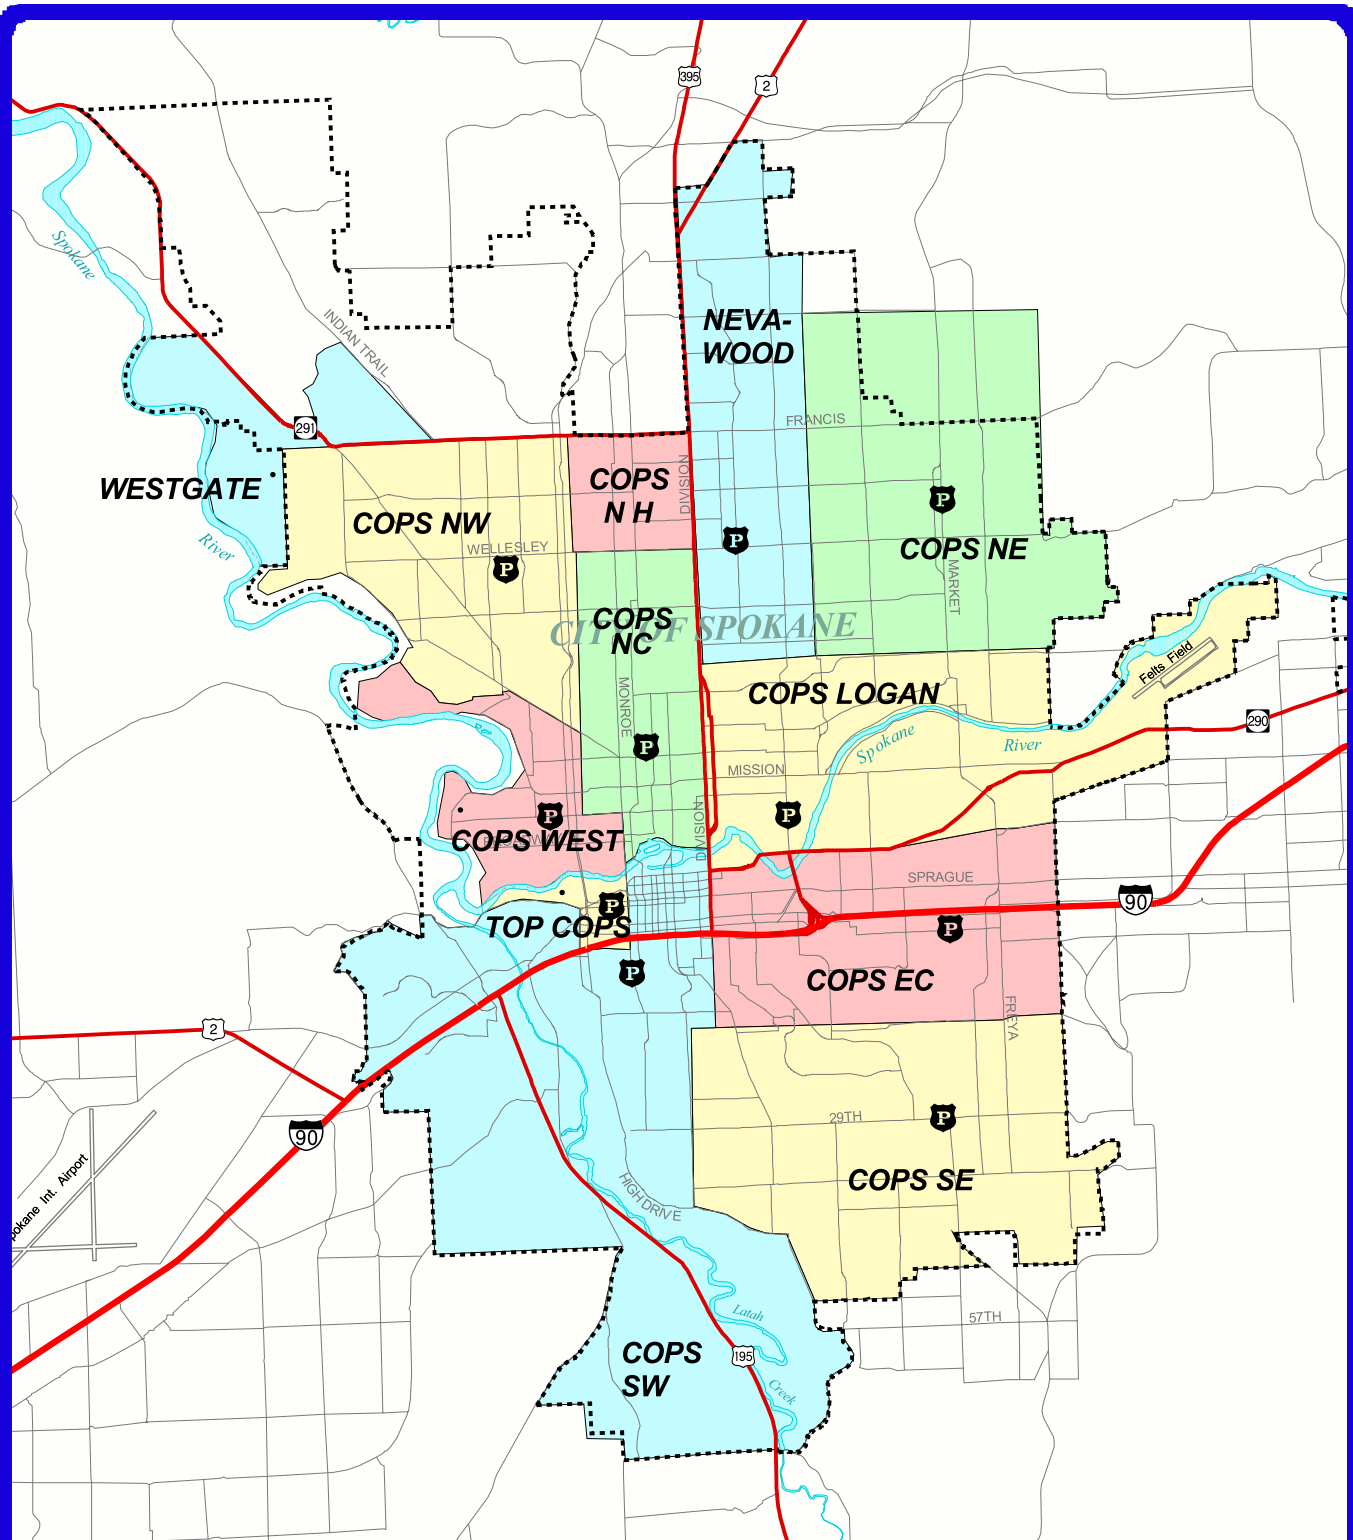 395
2
Spokane
NEVA-
WOOD
INDIAN TRAIL
291
FRANCIS
WESTGATE
COPS
N H
DIVISION
COPS NW
P
River
WELLESLEY
P
P
COPS NE
MARKET
COPS
NC
CITY OF SPOKANE
Felts Field
COPS LOGAN
MONROE
290
Spokane
River
P
MISSION
DIVISION
P
P
COPS WEST
SPRAGUE
90
P
TOP COPS
P
P
COPS EC
FREYA
2
90
29TH
P
COPS SE
pokane Int. Airport
HIGH DRIVE
Latah
57TH
COPS
SW
195
Creek